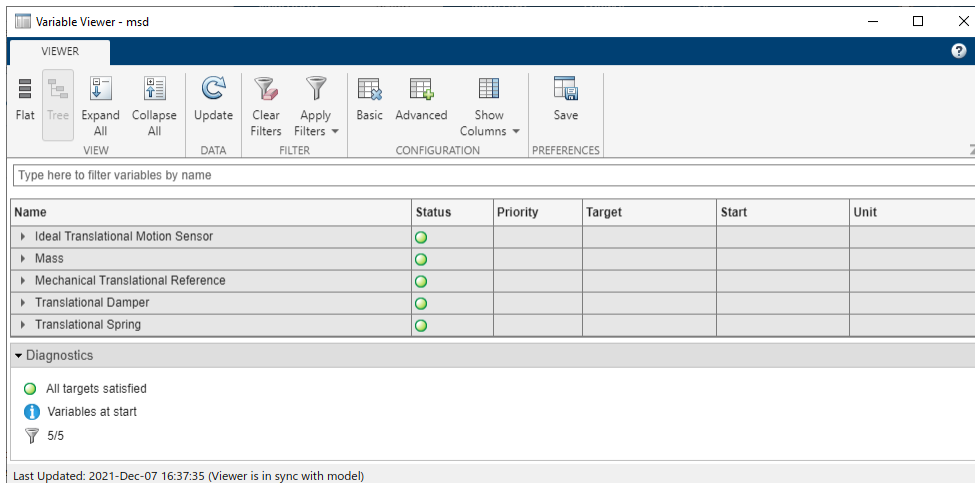 Variable Viewer - msd
VIEWER
Flat
Tree
Expand
All
Collapse
All
Update
Clear
Filters
Apply
Filters
Basic
Advanced
Show
Columns
Save
VIEW
DATA
FILTER
CONFIGURATION
PREFERENCES
Type here to filter variables by name
Name Status Priority Target Start Unit
Ideal Translational Motion Sensor
Mass
Mechanical Translational Reference
Translational Damper
Translational Spring
Diagnostics
All targets satisfied
Variables at start
5/5
Last Updated: 2021-Dec-07 16:37:35 (Viewer is in sync with model)